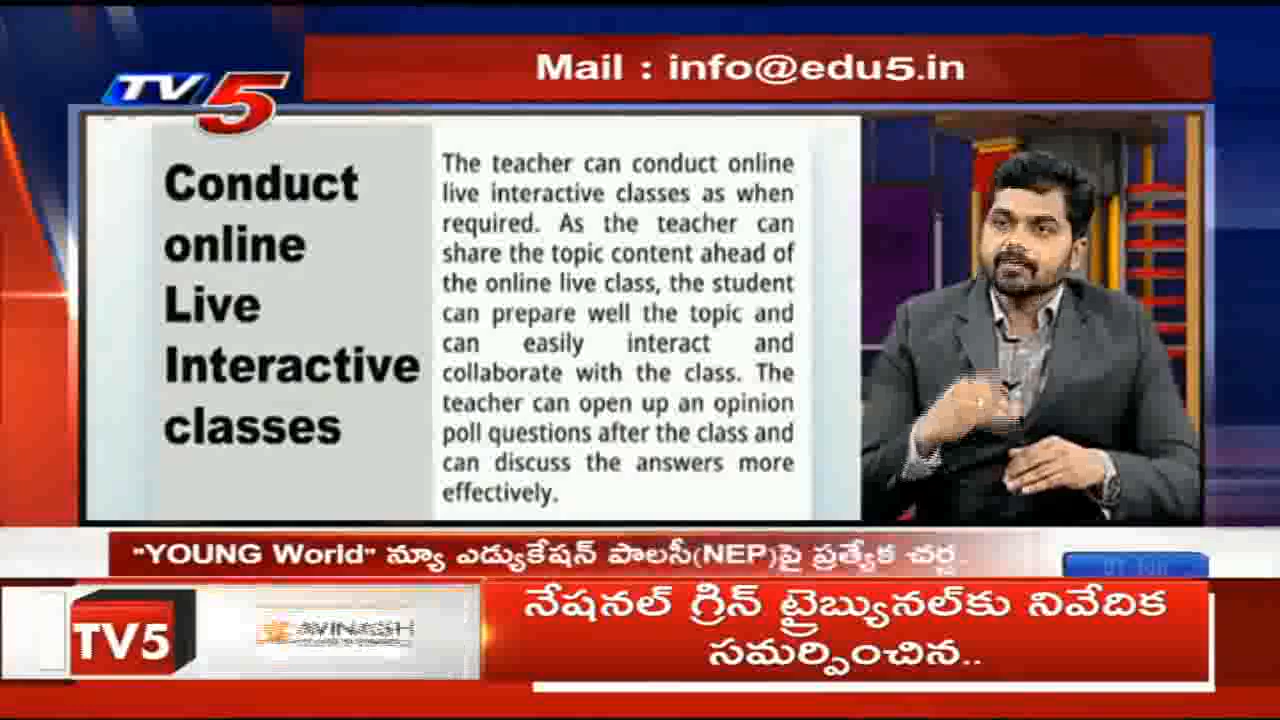 Mail : info@edu5.in
TV5
Conduct
online
Live
Interactive
classes
The teacher can conduct online
live interactive classes as when
required. As the teacher can
share the topic content ahead of
the online live class, the student
can prepare well the topic and
can easily interact and
collaborate with the class. The
teacher can open up an opinion
poll questions after the class and
can discuss the answers more
effectively.
"YOUNG World" న్యూ ఎడ్యుకేషన్ పాలసీ(NEP)పై ప్రత్యేక చర్చ..
TV5
AVINASH
నేషనల్ గ్రీన్ ట్రైబ్యునల్‌కు నివేదిక
సమర్పించిన..